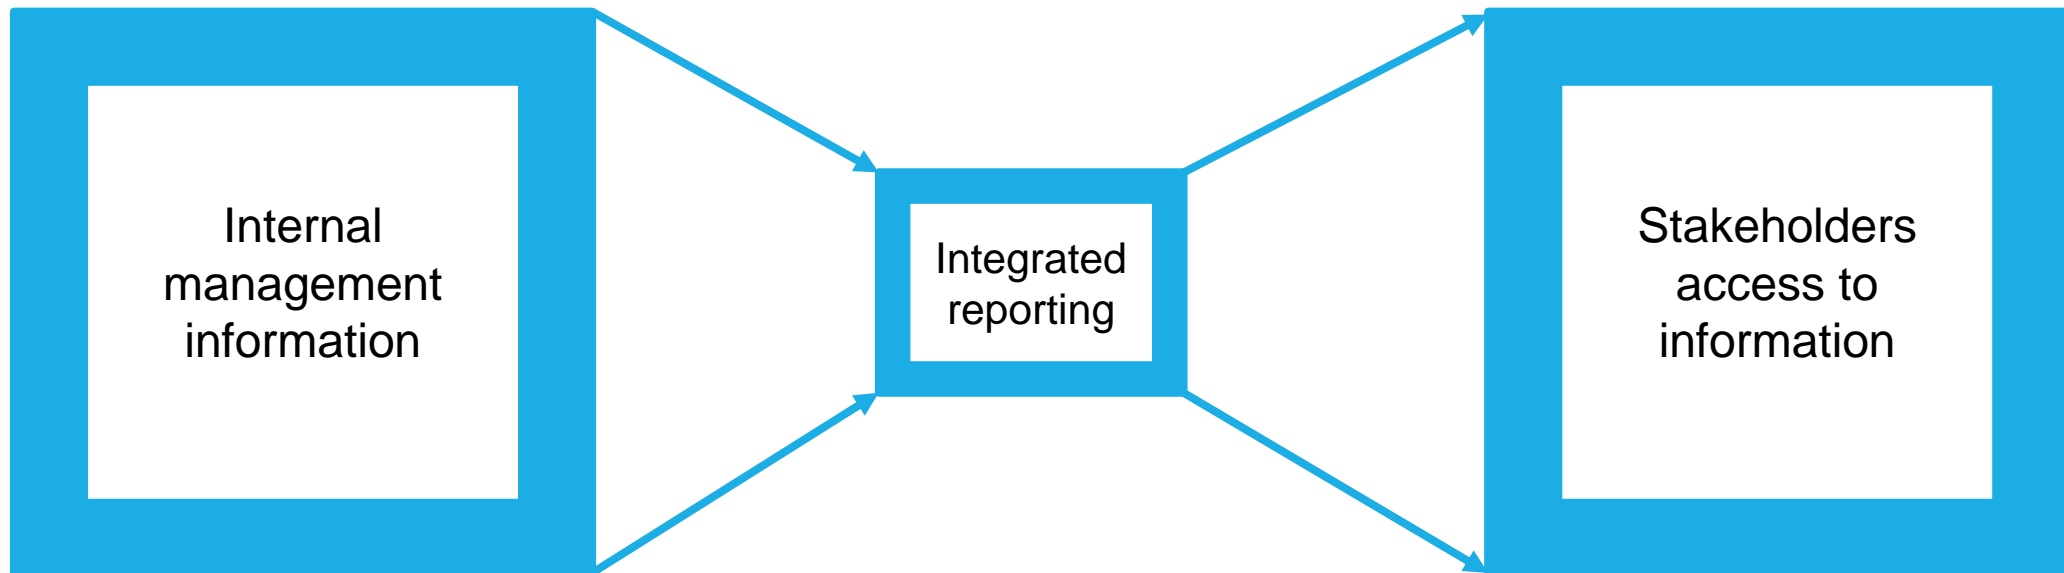 Internal
management
information
Integrated
reporting
Stakeholders
access to
information